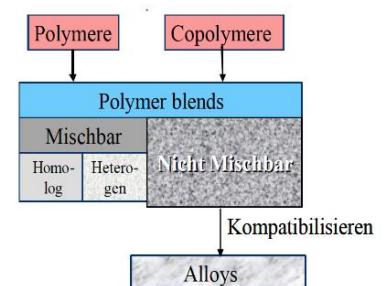 Polymere Copolymere
Polymer blends
Mischbar
Nicht Mischbar
Homo-
log
Hetero-
gen
Kompatibilisieren
Alloys